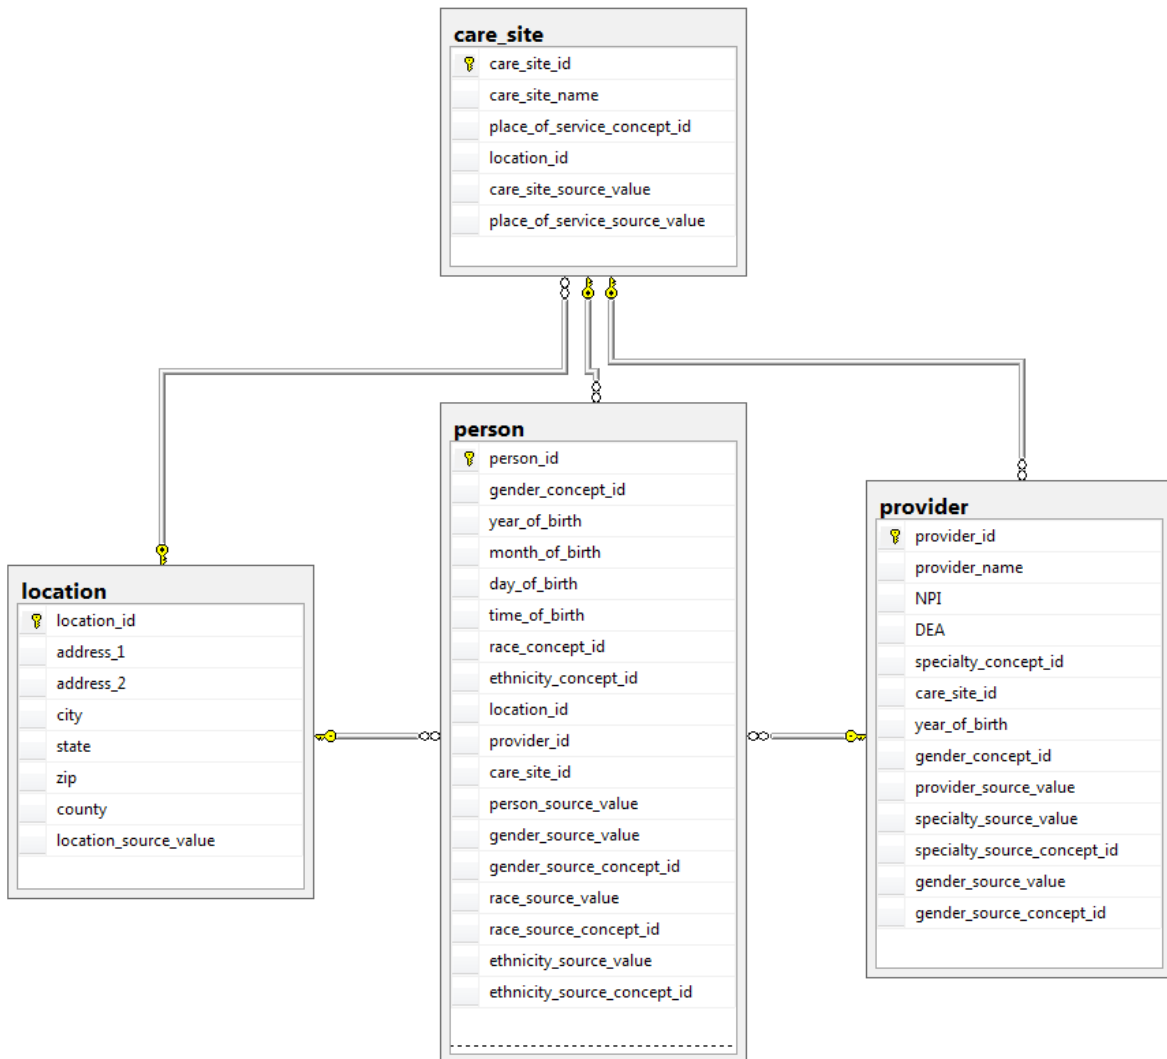 care_site
care_site_id
care_site_name
place_of_service_concept_id
location_id
care_site_source_value
place_of_service_source_value
person
person_id
gender_concept_id
year_of_birth
month_of_birth
day_of_birth
time_of_birth
race_concept_id
ethnicity_concept_id
location_id
provider_id
care_site_id
person_source_value
gender_source_value
gender_source_concept_id
race_source_value
race_source_concept_id
ethnicity_source_value
ethnicity_source_concept_id
location
location_id
address_1
address_2
city
state
zip
county
location_source_value
provider
provider_id
provider_name
NPI
DEA
specialty_concept_id
care_site_id
year_of_birth
gender_concept_id
provider_source_value
specialty_source_value
specialty_source_concept_id
gender_source_value
gender_source_concept_id